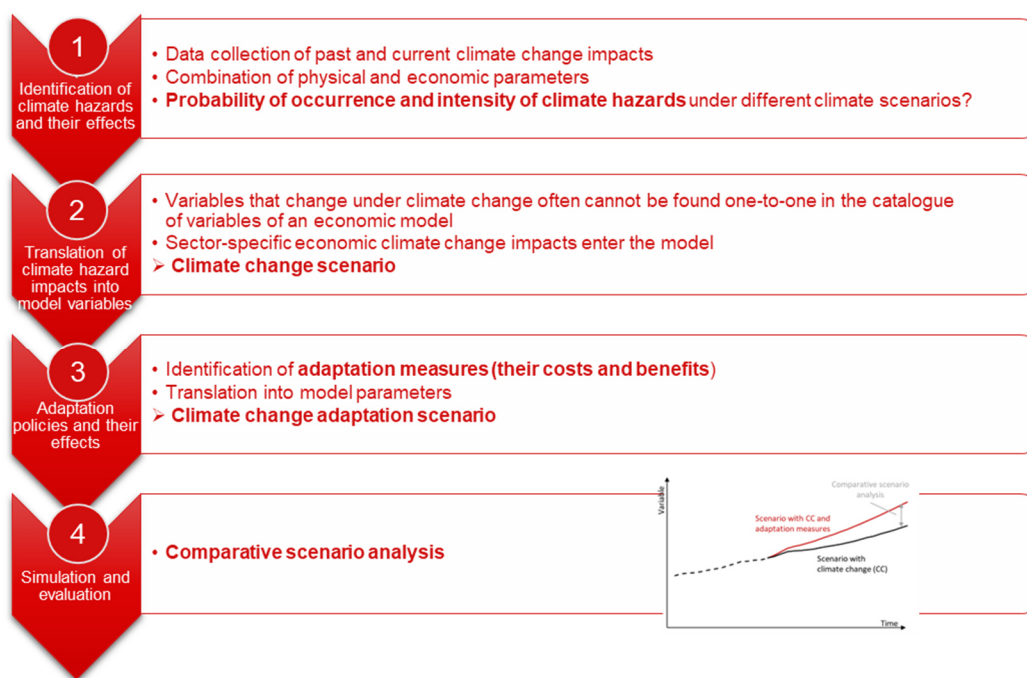 1
Identification of
climate hazards
and their effects
• Data collection of past and current climate change impacts
• Combination of physical and economic parameters
• Probability of occurrence and intensity of climate hazards under different climate scenarios?
2
Translation of
climate hazard
impacts into
model variables
• Variables that change under climate change often cannot be found one-to-one in the catalogue
of variables of an economic model
• Sector-specific economic climate change impacts enter the model
➢ Climate change scenario
3
Adaptation
policies and their
effects
• Identification of adaptation measures (their costs and benefits)
• Translation into model parameters
➢ Climate change adaptation scenario
4
Simulation and
evaluation
• Comparative scenario analysis
Variable
Comparative scenario
analysis
Scenario with CC and
adaptation measures
Scenario with
climate change (CC)
Time